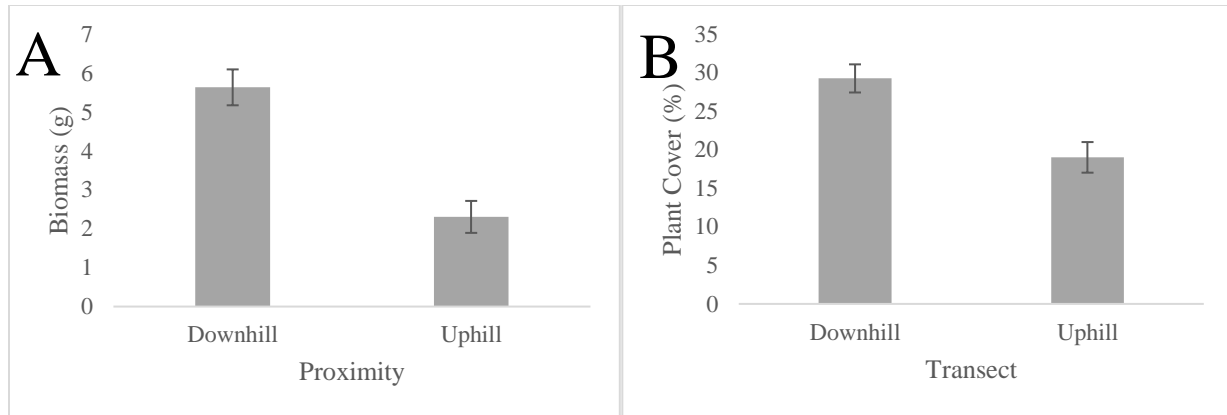 A
Biomass (g)
7
6
5
4
3
2
1
0
Downhill
Uphill
Proximity
B
Plant Cover (%)
35
30
25
20
15
10
5
0
Downhill
Uphill
Transect